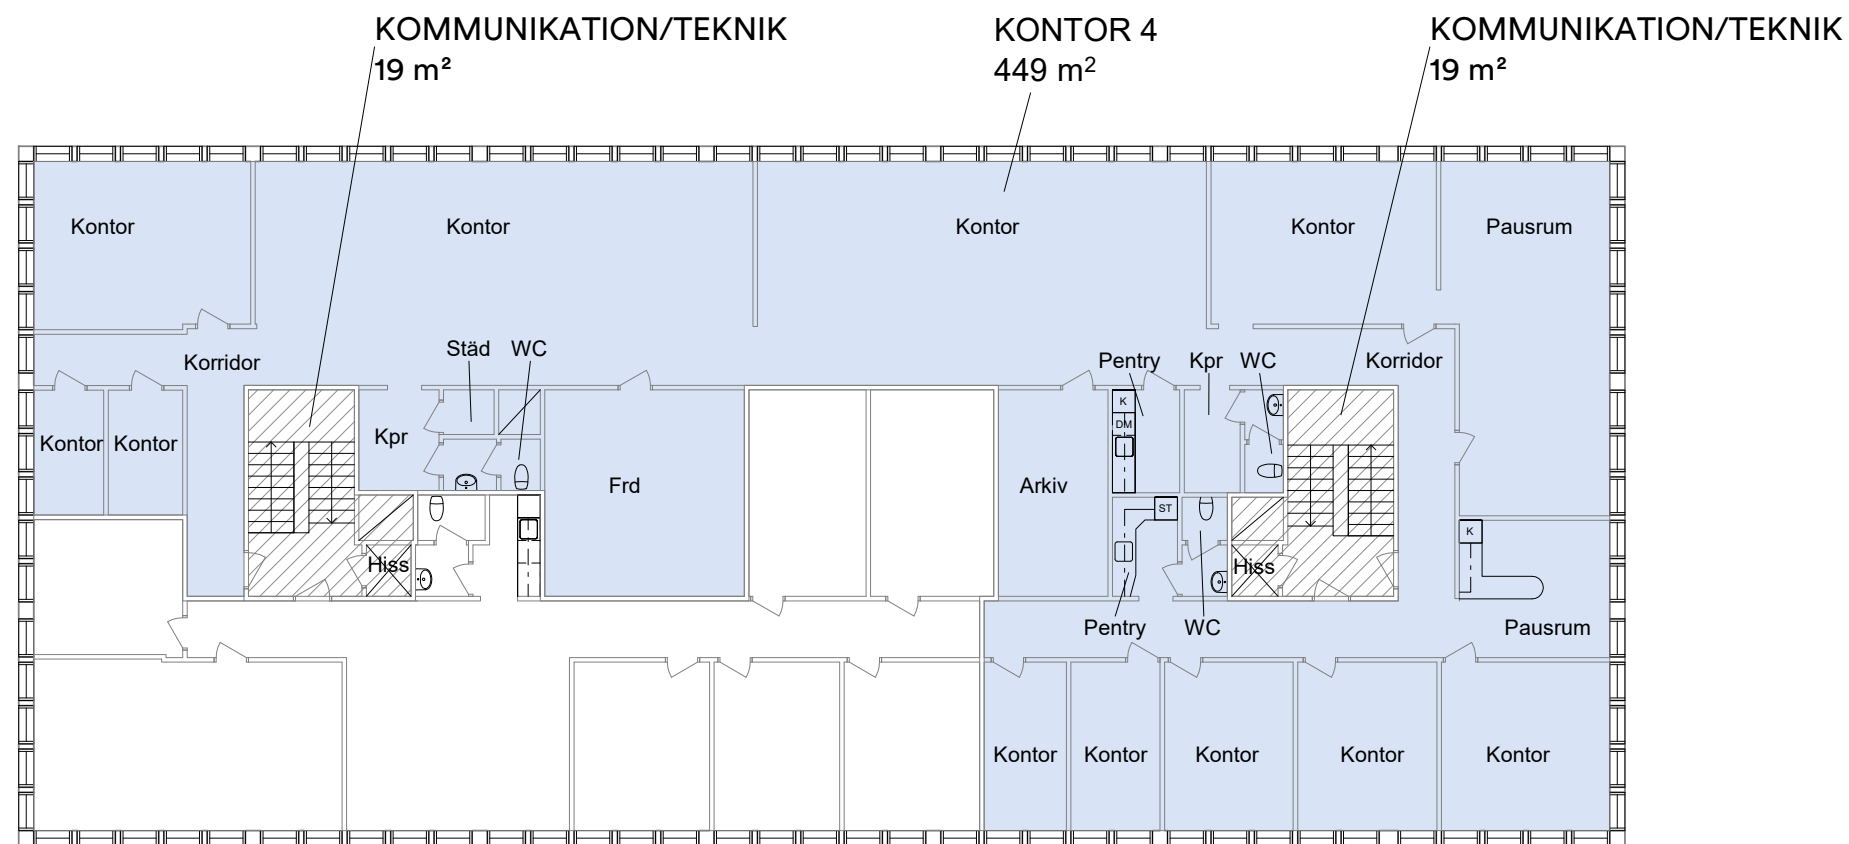 KOMMUNIKATION/TEKNIK
19 m²
KONTOR 4
449 m²
KOMMUNIKATION/TEKNIK
19 m²
Kontor
Kontor
Kontor
Kontor
Pausrum
Korridor
Städ
WC
Pentry
Kpr
WC
Korridor
K
DM
Kontor
Kontor
Kpr
Frd
Arkiv
ST
K
Hiss
Hiss
Pentry
WC
Pausrum
Kontor
Kontor
Kontor
Kontor
Kontor